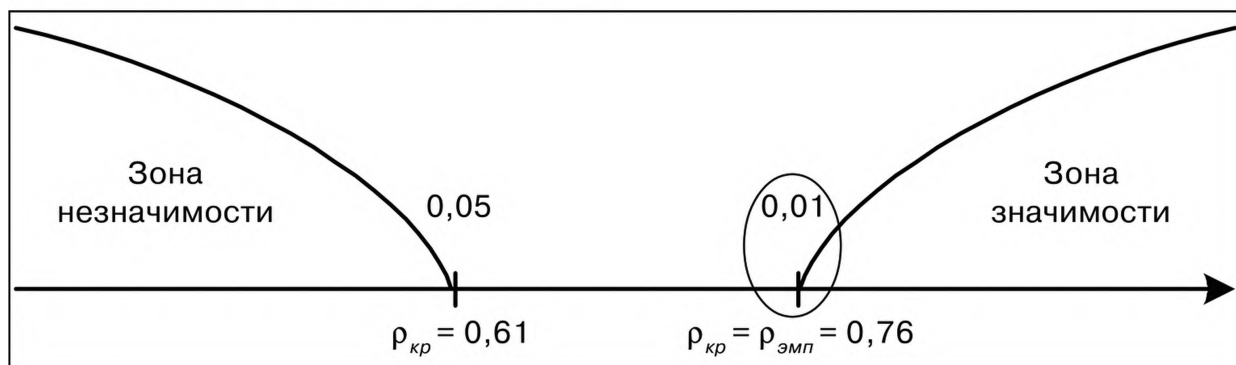 Зона
незначимости
0,05
0,01
Зона
значимости
ρкр = 0,61
ρкр = ρэмп = 0,76